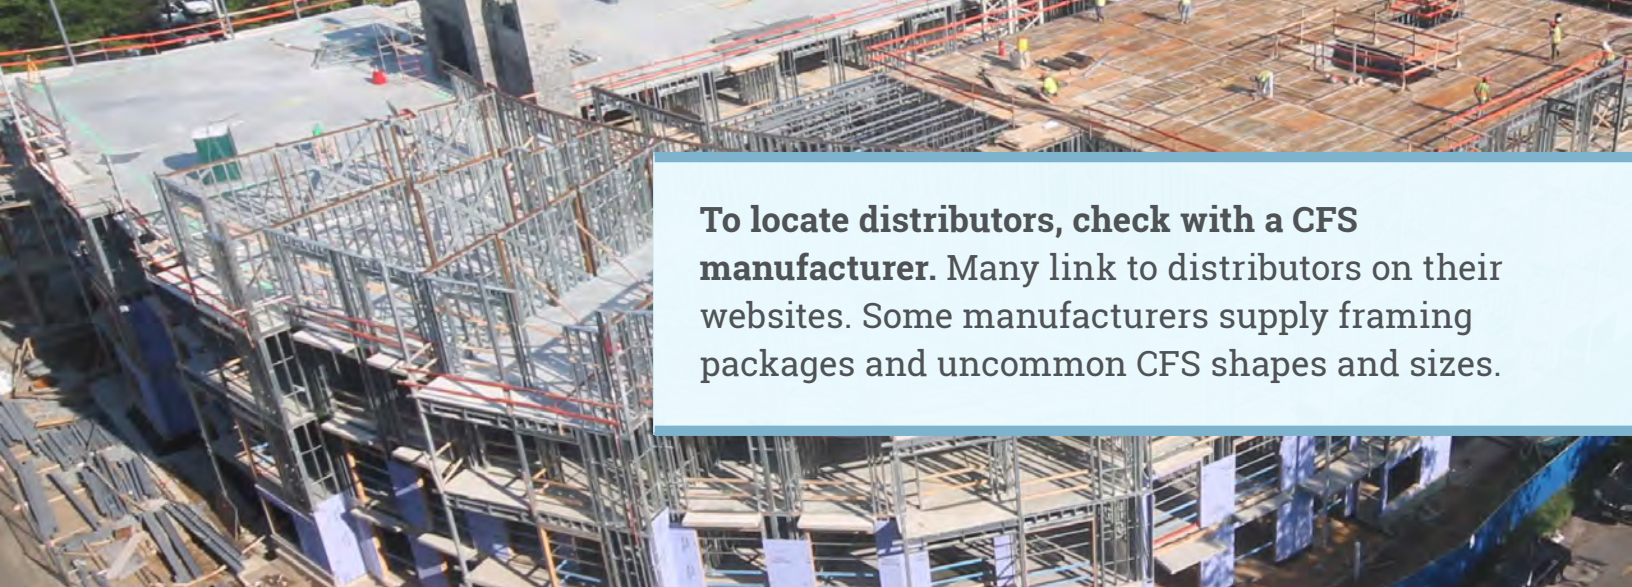 To locate distributors, check with a CFS
manufacturer. Many link to distributors on their
websites. Some manufacturers supply framing
packages and uncommon CFS shapes and sizes.